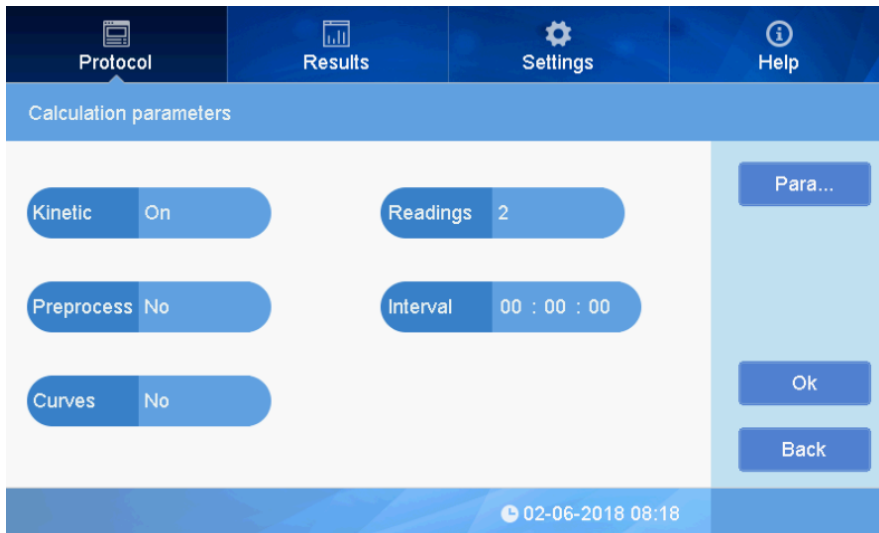 Protocol
Results
Settings
Help
Calculation parameters
Kinetic On
Readings 2
Para...
Preprocess No
Interval 00 : 00 : 00
Curves No
Ok
Back
02-06-2018 08:18